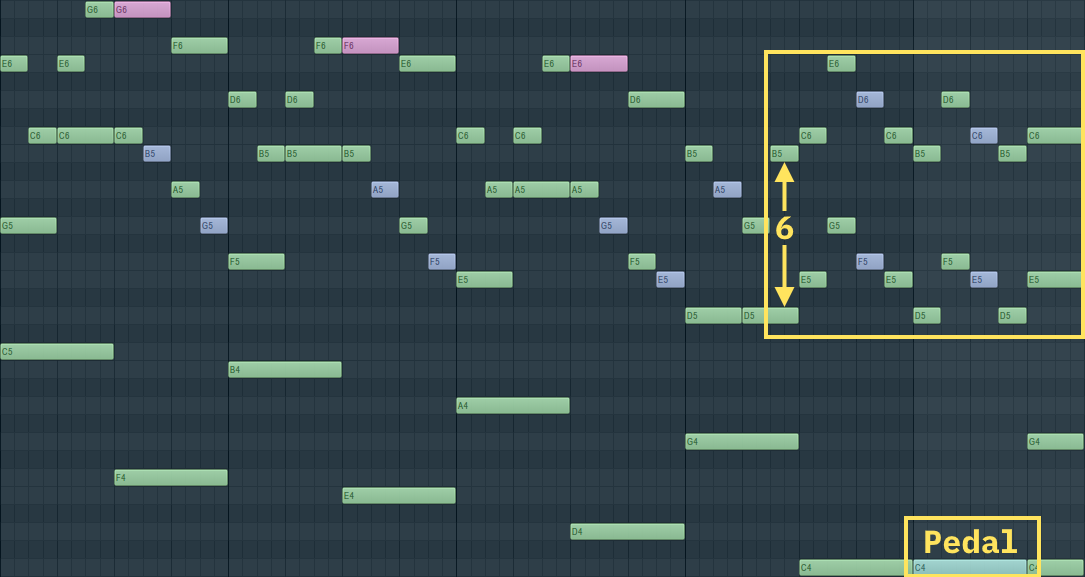 G6 G6
F6 F6 F6
E6 E6 E6 E6 E6 E6
D6 D6 D6 D6 D6
C6 C6 C6 C6 C6 C6 C6 C6 C6
B5 B5 B5 B5 B5 B5 B5 B5
A5 A5 A5 A5 A5 A5
G5 G5 G5 G5 G5 6 G5
F5 F5 F5 F5 F5
E5 E5 E5 E5 E5 E5
D5 D5 D5 D5
C5
B4
A4
G4 G4
F4
E4
D4 Pedal
C4 C4 C4